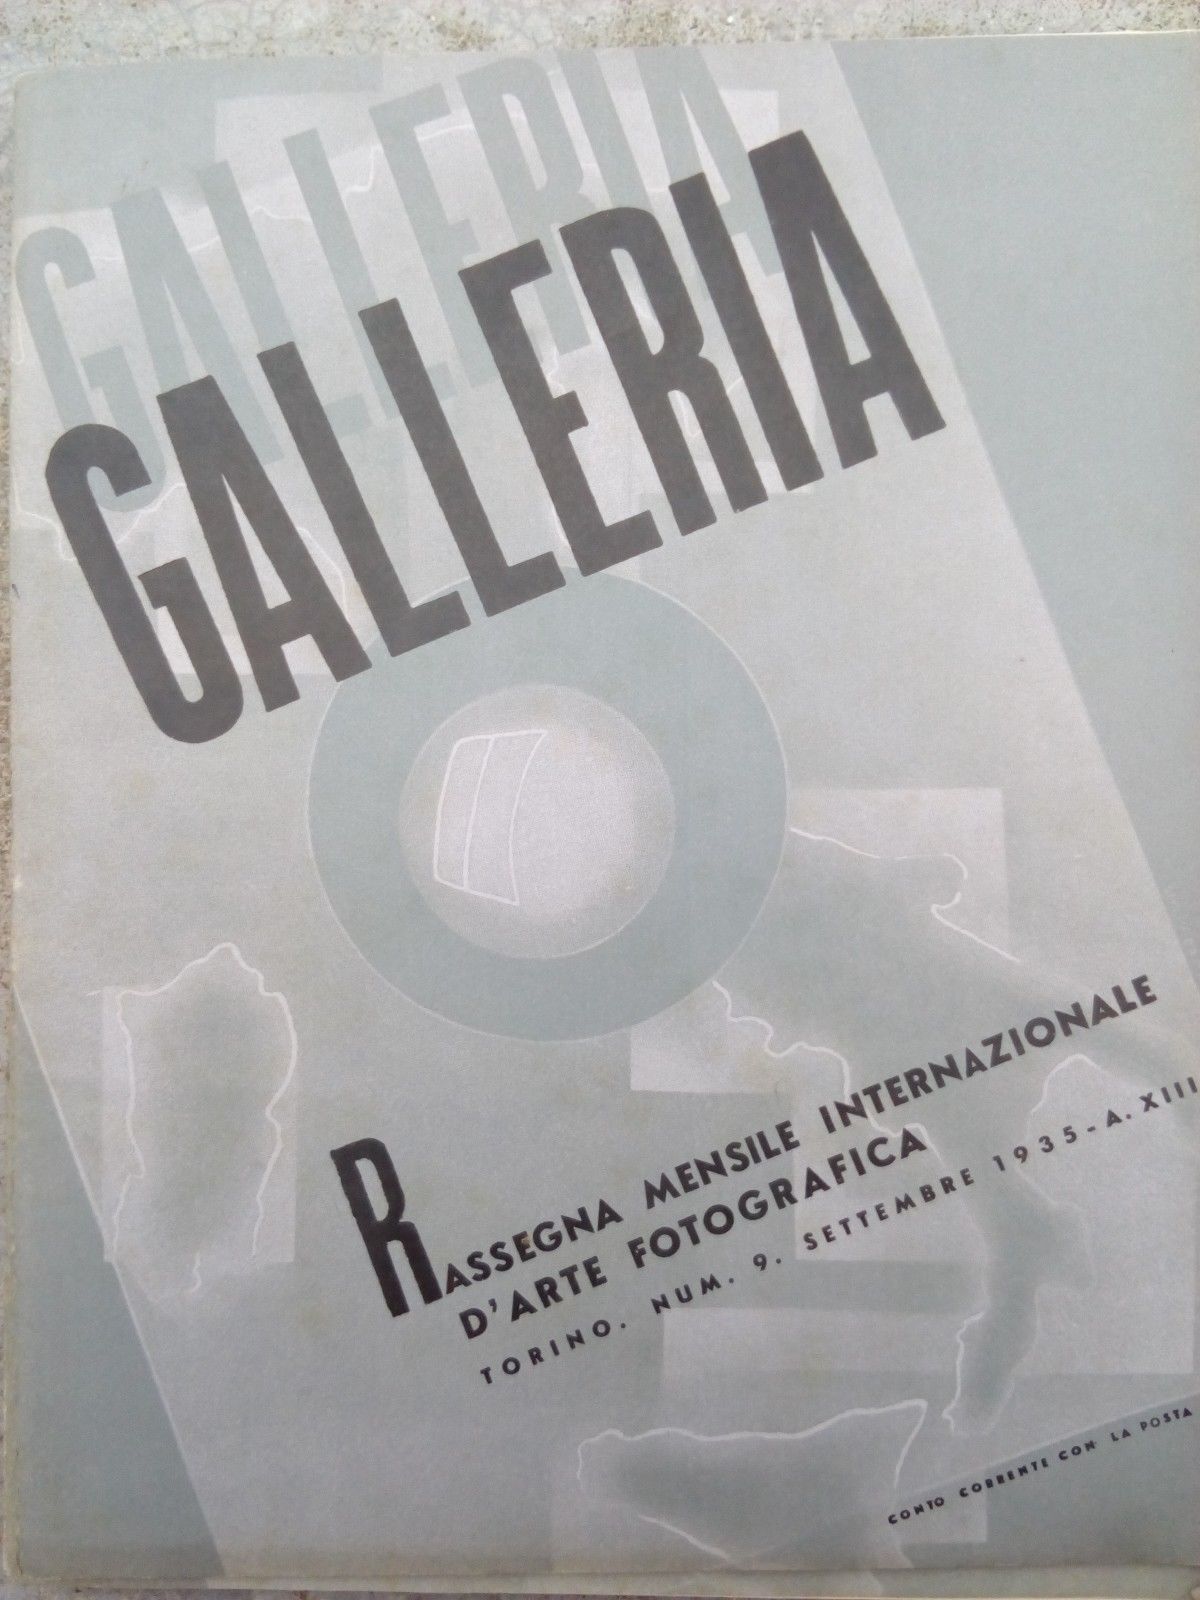 GALLERIA
GALLERIA
RASSEGNA MENSILE INTERNAZIONALE
D'ARTE FOTOGRAFICA
TORINO. NUM. 9. SETTEMBRE 1935 - A. XIII
CONTO CORRENTE CON LA POSTA